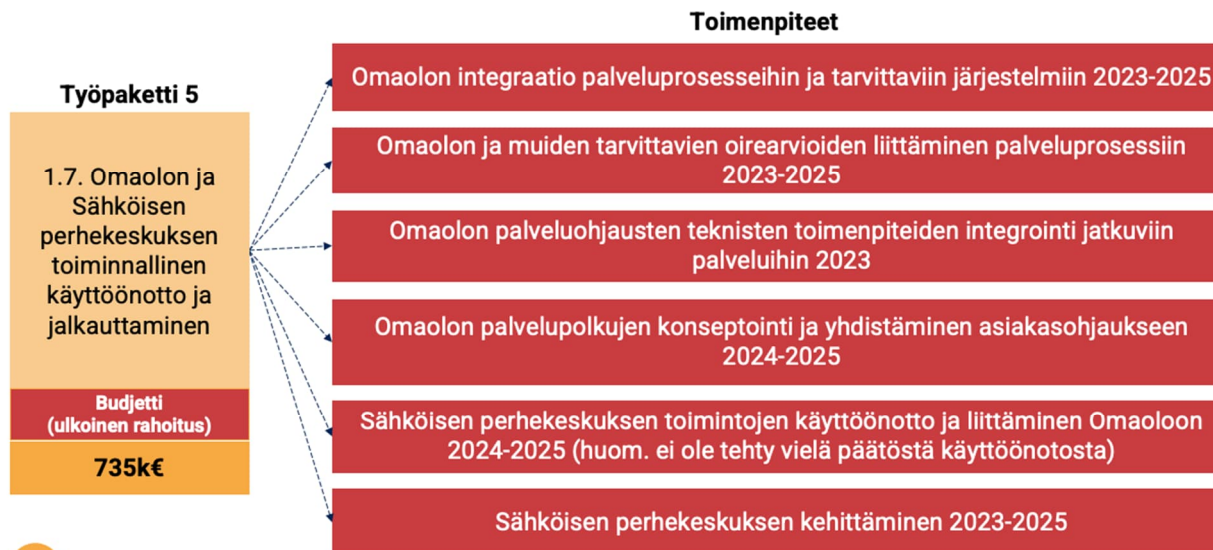 Toimenpiteet
Työpaketti 5
1.7. Omaolon ja
Sähköisen
perhekeskuksen
toiminnallinen
käyttöönotto ja
jalkauttaminen
Budjetti
(ulkoinen rahoitus)
735k€
Omaolon integraatio palveluprosesseihin ja tarvittaviin järjestelmiin 2023-2025
Omaolon ja muiden tarvittavien oirearvioiden liittäminen palveluprosessiin
2023-2025
Omaolon palveluohjausten teknisten toimenpiteiden integrointi jatkuviin
palveluihin 2023
Omaolon palvelupolkujen konseptointi ja yhdistäminen asiakasohjaukseen
2024-2025
Sähköisen perhekeskuksen toimintojen käyttöönotto ja liittäminen Omaoloon
2024-2025 (huom. ei ole tehty vielä päätöstä käyttöönotosta)
Sähköisen perhekeskuksen kehittäminen 2023-2025